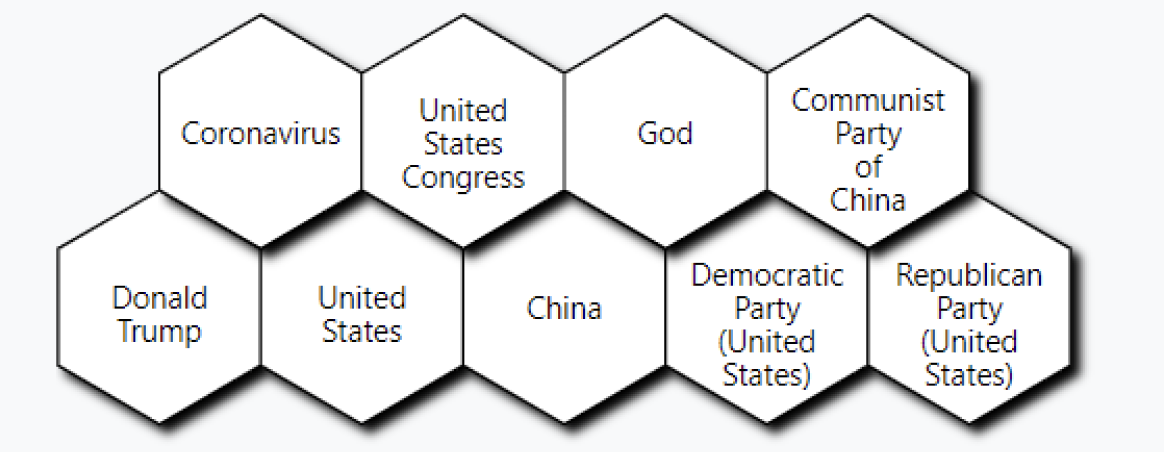 Coronavirus
United
States
Congress
God
Communist
Party
of
China
Donald
Trump
United
States
China
Democratic
Party
(United
States)
Republican
Party
(United
States)